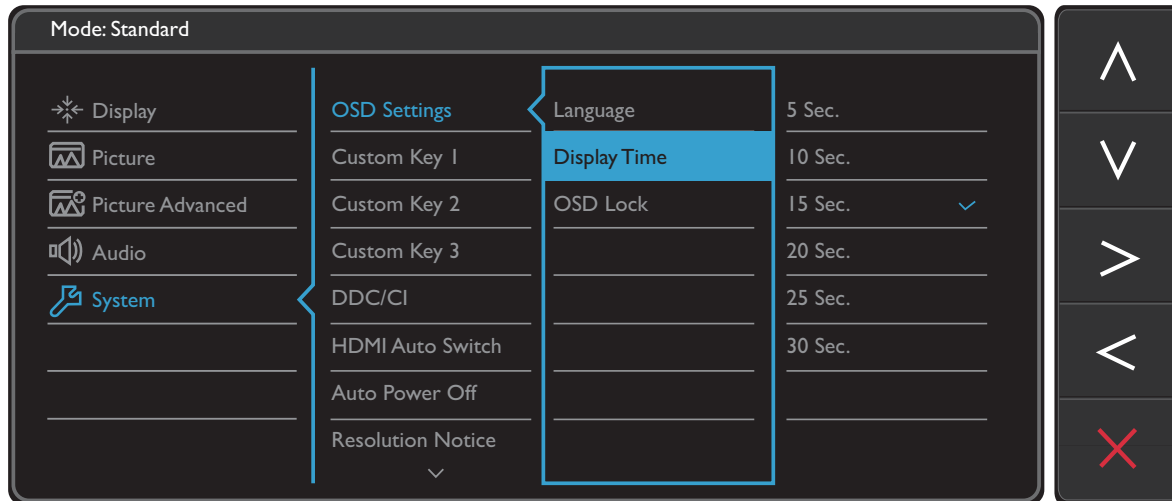 Mode: Standard
Display
Picture
Picture Advanced
Audio
System
OSD Settings
Custom Key 1
Custom Key 2
Custom Key 3
DDC/CI
HDMI Auto Switch
Auto Power Off
Resolution Notice
Language
Display Time
OSD Lock
5 Sec.
10 Sec.
15 Sec.
20 Sec.
25 Sec.
30 Sec.